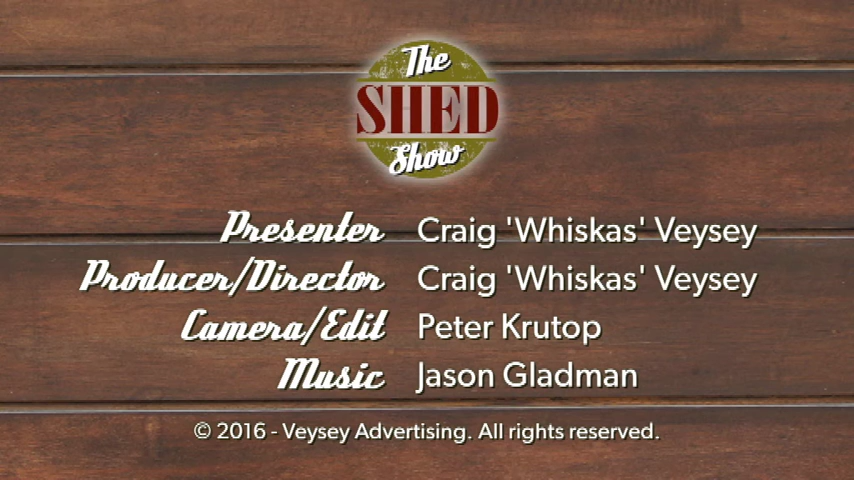 The
SHED
Show
Presenter Craig 'Whiskas' Veysey
Producer/Director Craig 'Whiskas' Veysey
Camera/Edit Peter Krutop
Music Jason Gladman
© 2016 - Veysey Advertising. All rights reserved.